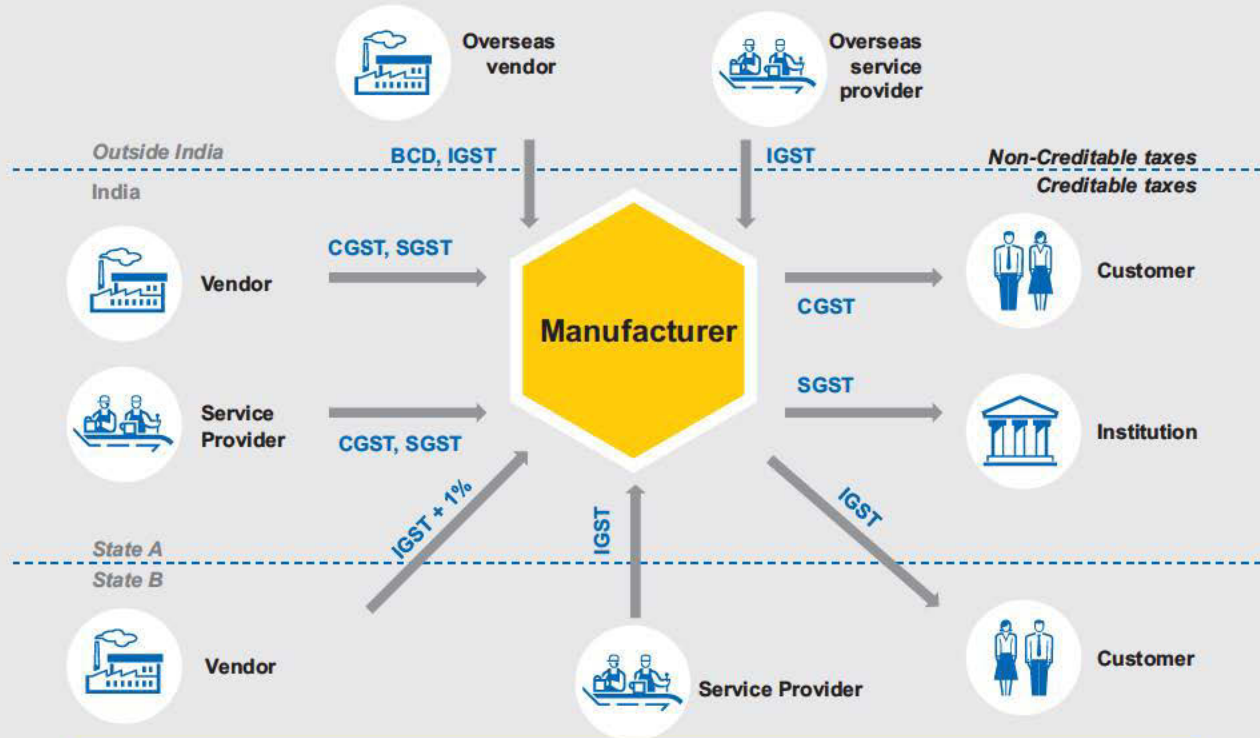 Overseas
vendor
Overseas
service
provider
Outside India
BCD, IGST
IGST
Non-Creditable taxes
India
Creditable taxes
CGST, SGST
Vendor
Manufacturer
Customer
CGST
Service
Provider
CGST, SGST
SGST
Institution
IGST + 1%
IGST
IGST
State A
State B
Vendor
Service Provider
Customer